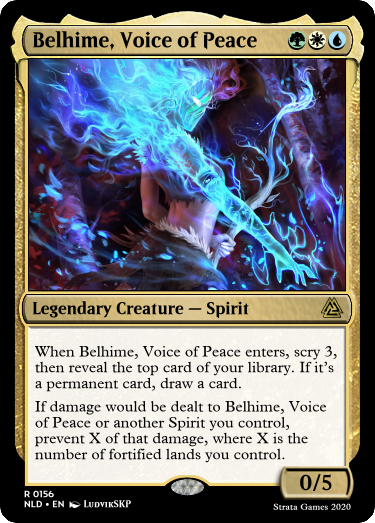 Belhime, Voice of Peace
Legendary Creature — Spirit
When Belhime, Voice of Peace enters, scry 3,
then reveal the top card of your library. If it's
a permanent card, draw a card.
If damage would be dealt to Belhime, Voice
of Peace or another Spirit you control,
prevent X of that damage, where X is the
number of fortified lands you control.
0/5
R 0156
NLD • EN LudvikSKP
Strata Games 2020